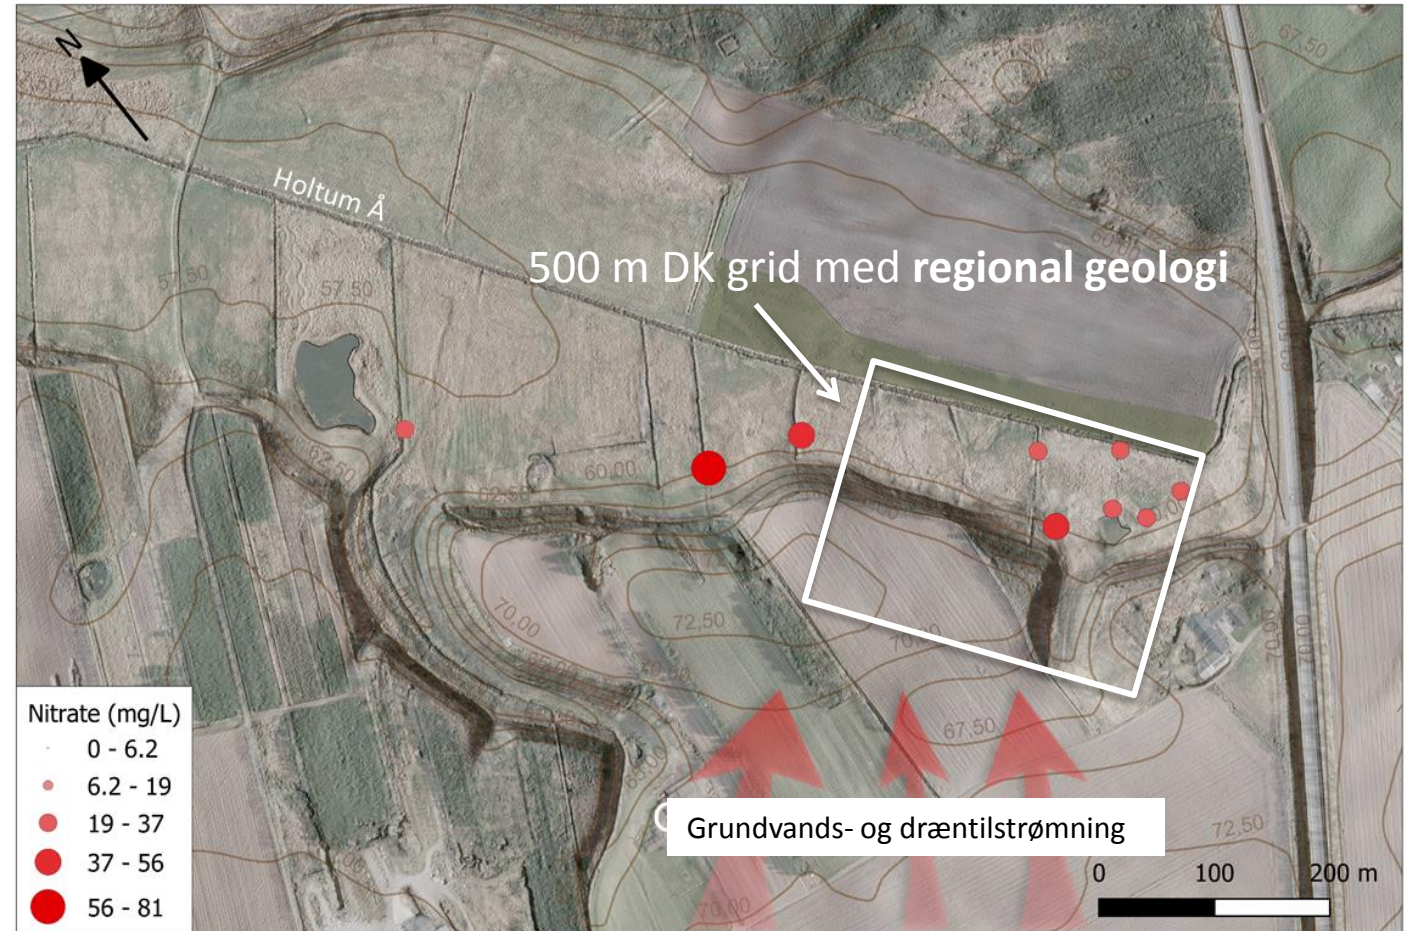 N
67.50
Holtum Å
500 m DK grid med regional geologi
57.50
57.50
62.50
60.00
62.50
70.00
72.50
70.00
67.50
70.00
72.50
70.00
Nitrate (mg/L)
0 - 6.2
6.2 - 19
19 - 37
37 - 56
56 - 81
Grundvands- og dræntilstrømning
0 100 200 m